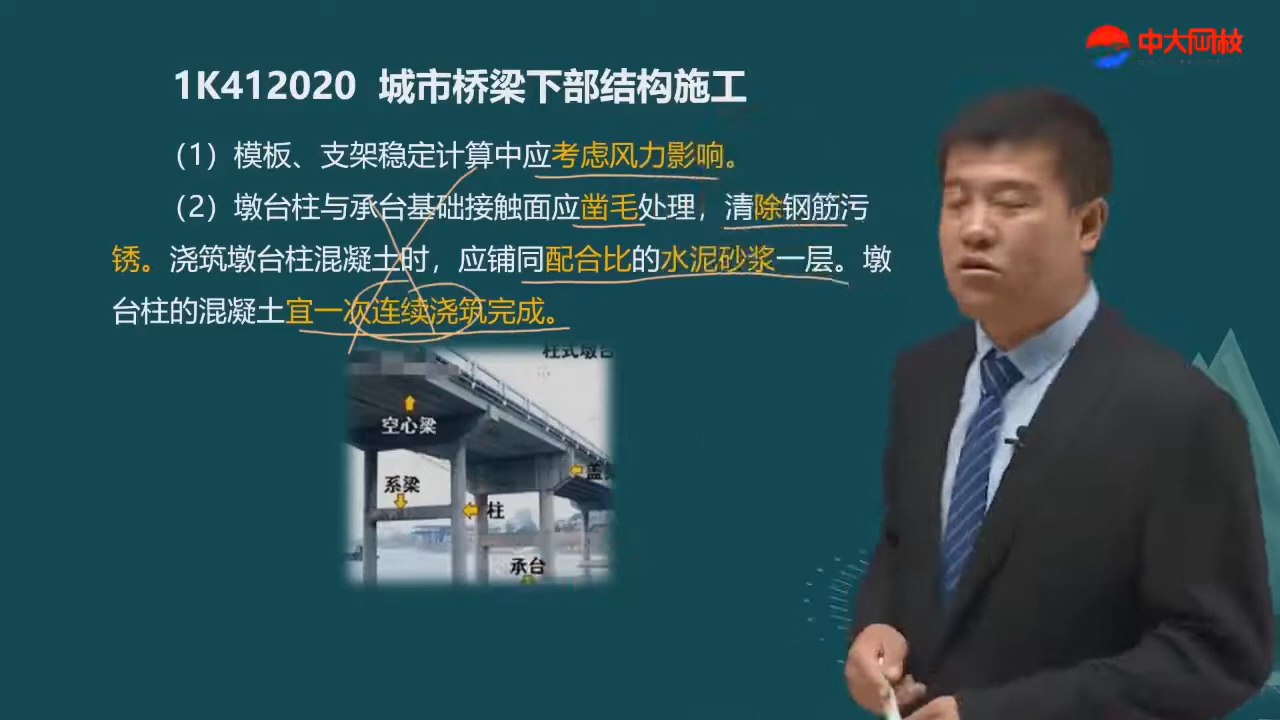 中大网校
1K412020 城市桥梁下部结构施工
（1）模板、支架稳定计算中应考虑风力影响。
（2）墩台柱与承台基础接触面应凿毛处理，清除钢筋污
锈。浇筑墩台柱混凝土时，应铺同配合比的水泥砂浆一层。墩
台柱的混凝土宜一次连续浇筑完成。
柱式墩台
空心梁
盖
系梁
柱
承台